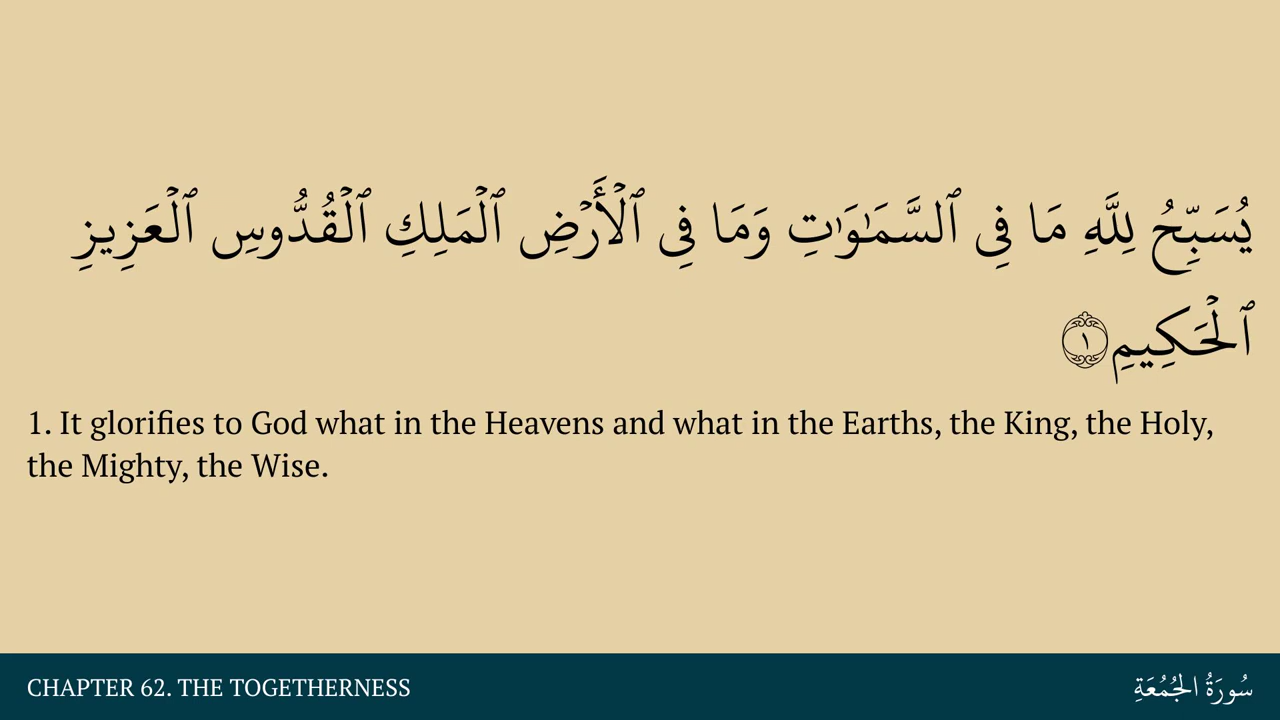 يُسَبِّحُ لِلَّهِ مَا فِى ٱلسَّمَـٰوَٰتِ وَمَا فِى ٱلْأَرْضِ ٱلْمَلِكِ ٱلْقُدُّوسِ ٱلْعَزِيزِ
ٱلْحَكِيمِ ١
1. It glorifies to God what in the Heavens and what in the Earths, the King, the Holy,
the Mighty, the Wise.
CHAPTER 62. THE TOGETHERNESS
سُورَةُ الجُمُعَةِ